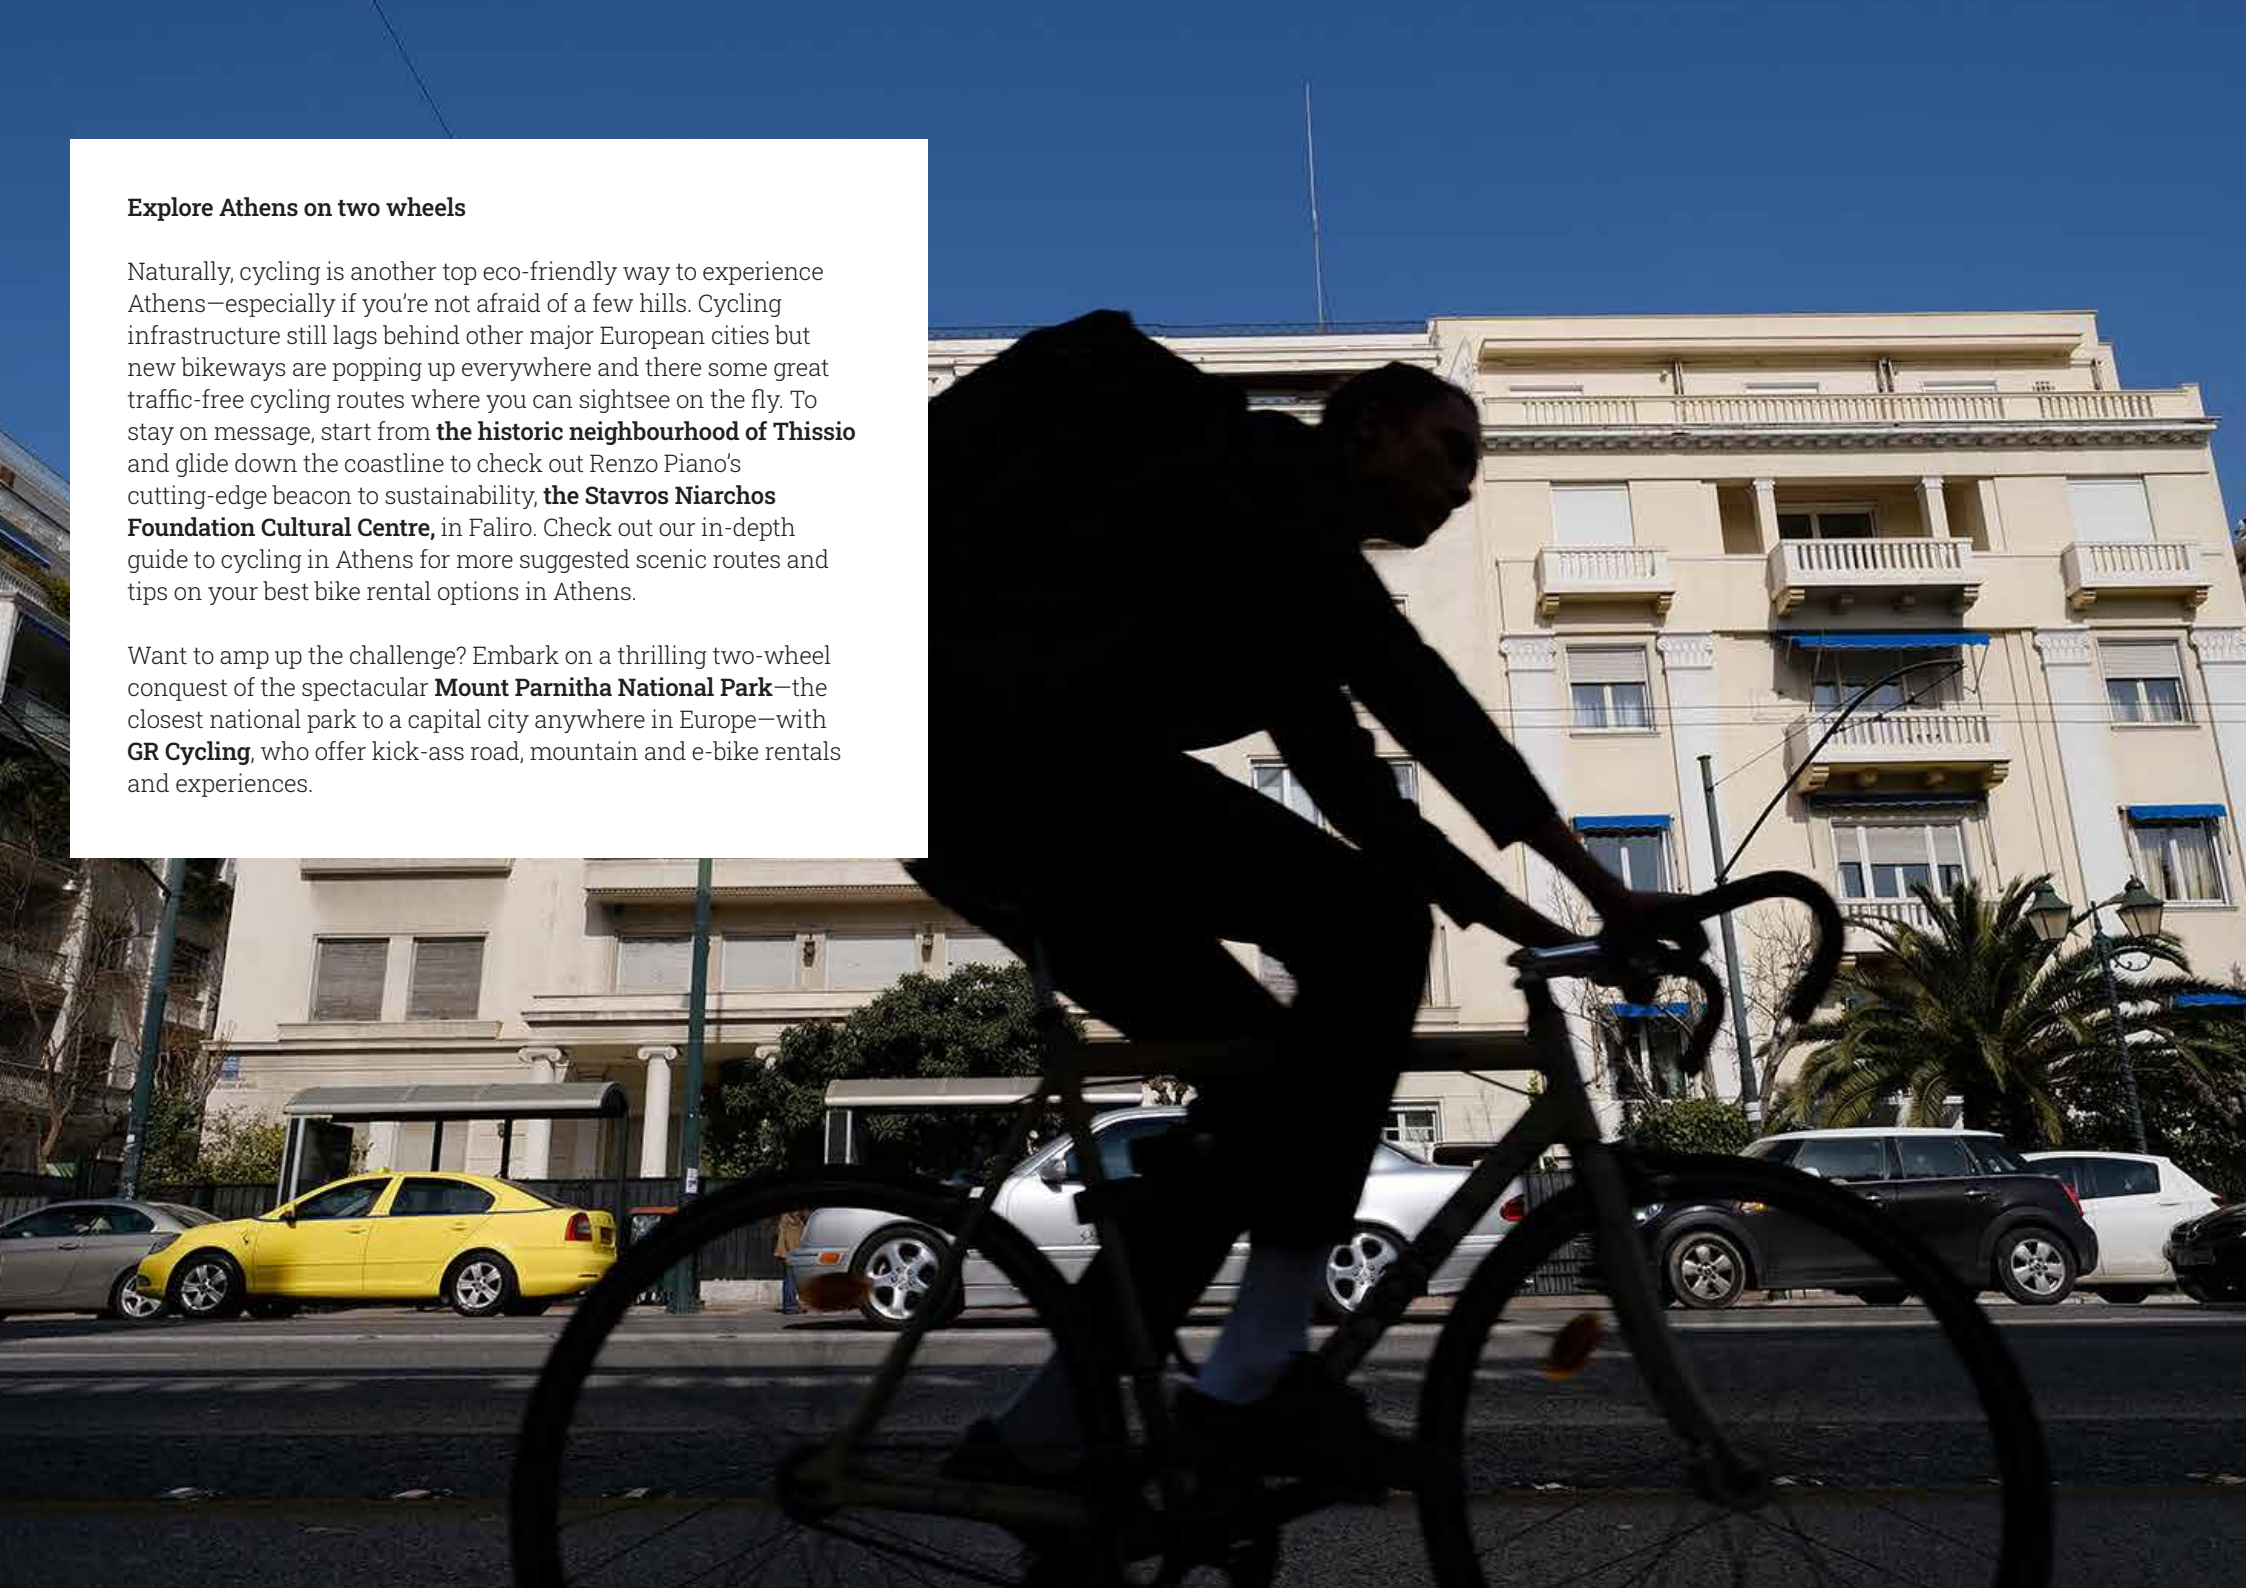 Explore Athens on two wheels
Naturally, cycling is another top eco-friendly way to experience
Athens—especially if you're not afraid of a few hills. Cycling
infrastructure still lags behind other major European cities but
new bikeways are popping up everywhere and there some great
traffic-free cycling routes where you can sightsee on the fly. To
stay on message, start from the historic neighbourhood of Thissio
and glide down the coastline to check out Renzo Piano's
cutting-edge beacon to sustainability, the Stavros Niarchos
Foundation Cultural Centre, in Faliro. Check out our in-depth
guide to cycling in Athens for more suggested scenic routes and
tips on your best bike rental options in Athens.
Want to amp up the challenge? Embark on a thrilling two-wheel
conquest of the spectacular Mount Parnitha National Park—the
closest national park to a capital city anywhere in Europe—with
GR Cycling, who offer kick-ass road, mountain and e-bike rentals
and experiences.